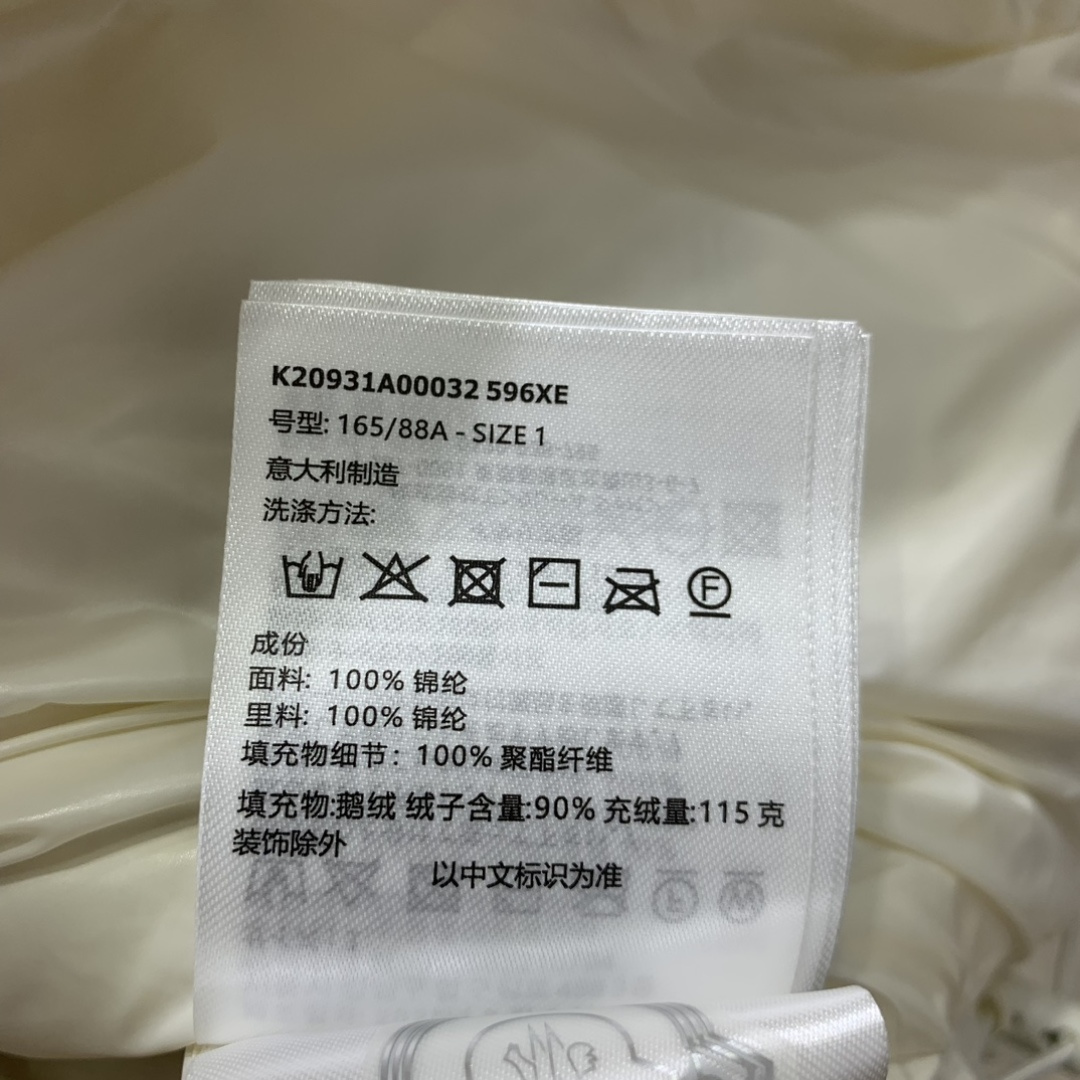 K20931A00032 596XE
号型: 165/88A - SIZE 1
意大利制造
洗涤方法:
F
成份
面料: 100% 锦纶
里料: 100% 锦纶
填充物细节: 100% 聚酯纤维
填充物:鹅绒 绒子含量:90% 充绒量:115 克
装饰除外
以中文标识为准